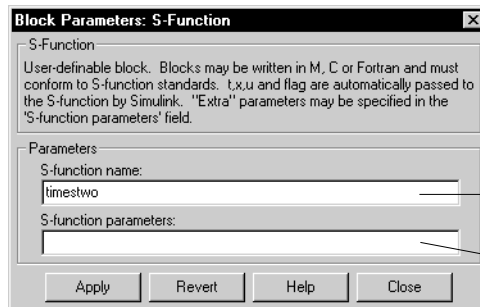 Block Parameters: S-Function
S-Function
User-definable block. Blocks may be written in M, C or Fortran and must
conform to S-function standards. t,x,u and flag are automatically passed to
the S-function by Simulink. "Extra" parameters may be specified in the
'S-function parameters' field.
Parameters
S-function name:
timestwo
S-function parameters:
Apply Revert Help Close